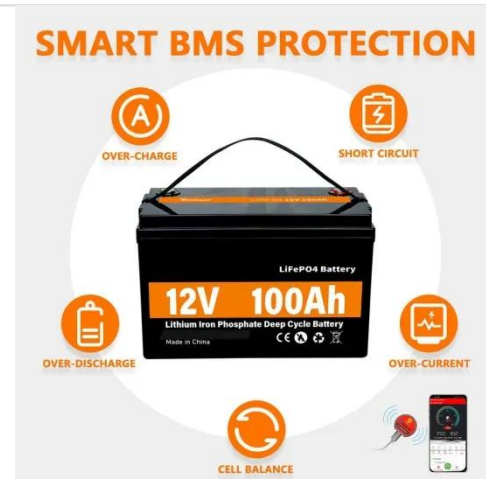 SMART BMS PROTECTION
OVER-CHARGE
SHORT CIRCUIT
LiFePO4 Battery
12V 100Ah
Lithium Iron Phosphate Deep Cycle Battery
Made in China
CE
OVER-DISCHARGE
OVER-CURRENT
CELL BALANCE